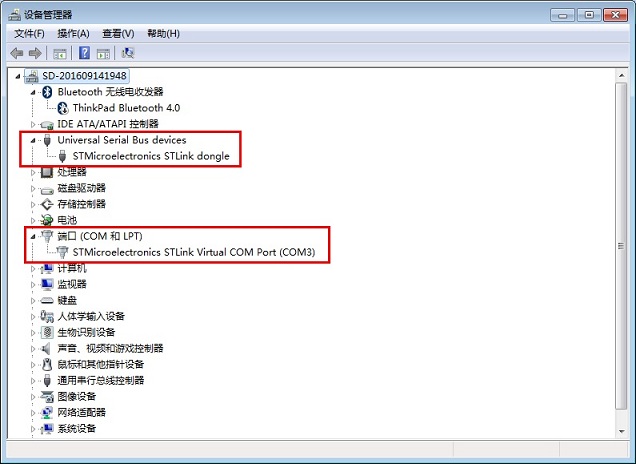 设备管理器
文件(F) 操作(A) 查看(V) 帮助(H)
SD-201609141948
Bluetooth 无线电收发器
ThinkPad Bluetooth 4.0
IDE ATA/ATAPI 控制器
Universal Serial Bus devices
STMicroelectronics STLink dongle
处理器
磁盘驱动器
存储控制器
电池
端口 (COM 和 LPT)
STMicroelectronics STLink Virtual COM Port (COM3)
计算机
监视器
键盘
人体学输入设备
生物识别设备
声音、视频和游戏控制器
鼠标和其他指针设备
通用串行总线控制器
图像设备
网络适配器
系统设备